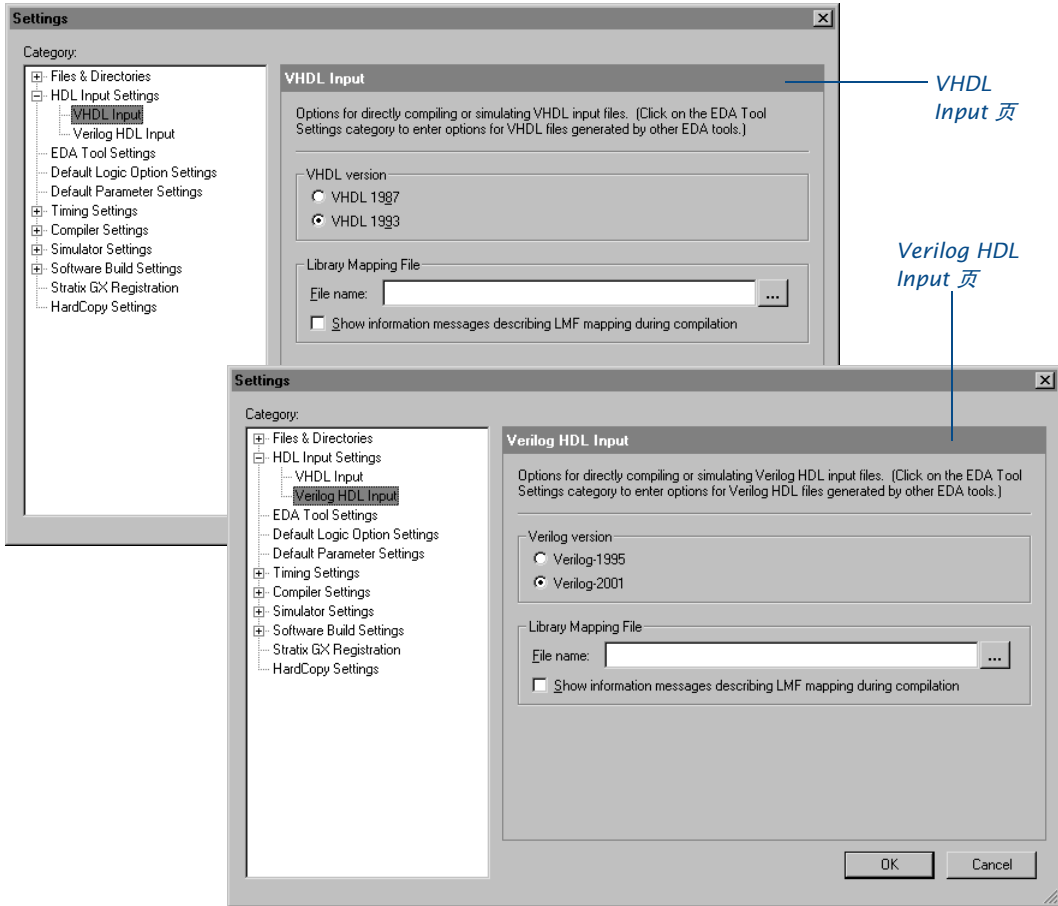 Settings
Category:
Files & Directories
HDL Input Settings
VHDL Input
Verilog HDL Input
EDA Tool Settings
Default Logic Option Settings
Default Parameter Settings
Timing Settings
Compiler Settings
Simulator Settings
Software Build Settings
Stratix GX Registration
HardCopy Settings
VHDL Input
Options for directly compiling or simulating VHDL input files. (Click on the EDA Tool
Settings category to enter options for VHDL files generated by other EDA tools.)
VHDL version
VHDL 1987
VHDL 1993
Library Mapping File
File name:
...
Show information messages describing LMF mapping during compilation
VHDL
Input 页
Verilog HDL
Input 页
Settings
Category:
Files & Directories
HDL Input Settings
VHDL Input
Verilog HDL Input
EDA Tool Settings
Default Logic Option Settings
Default Parameter Settings
Timing Settings
Compiler Settings
Simulator Settings
Software Build Settings
Stratix GX Registration
HardCopy Settings
Verilog HDL Input
Options for directly compiling or simulating Verilog HDL input files. (Click on the EDA Tool
Settings category to enter options for Verilog HDL files generated by other EDA tools.)
Verilog version
Verilog-1995
Verilog-2001
Library Mapping File
File name:
...
Show information messages describing LMF mapping during compilation
OK
Cancel